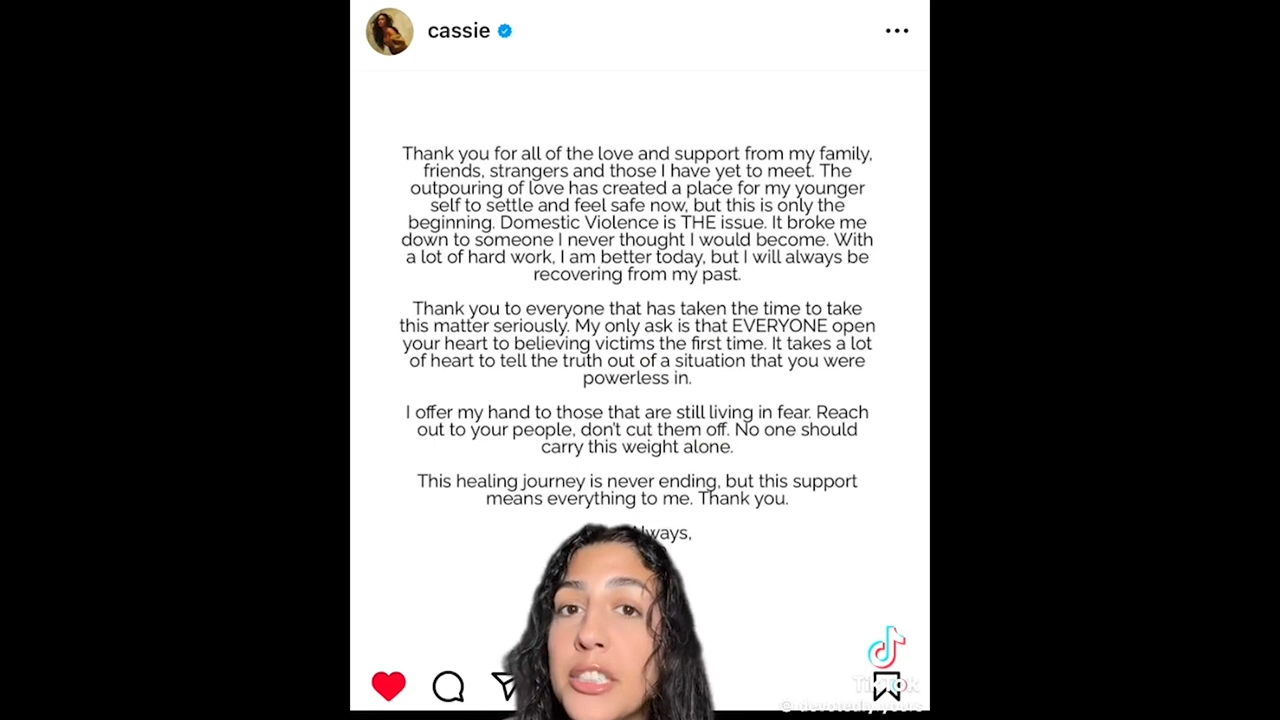 cassie
Thank you for all of the love and support from my family,
friends, strangers and those I have yet to meet. The
outpouring of love has created a place for my younger
self to settle and feel safe now, but this is only the
beginning. Domestic Violence is THE issue. It broke me
down to someone I never thought I would become. With
a lot of hard work, I am better today, but I will always be
recovering from my past.
Thank you to everyone that has taken the time to take
this matter seriously. My only ask is that EVERYONE open
your heart to believing victims the first time. It takes a lot
of heart to tell the truth out of a situation that you were
powerless in.
I offer my hand to those that are still living in fear. Reach
out to your people, don't cut them off. No one should
carry this weight alone.
This healing journey is never ending, but this support
means everything to me. Thank you.
TikTok